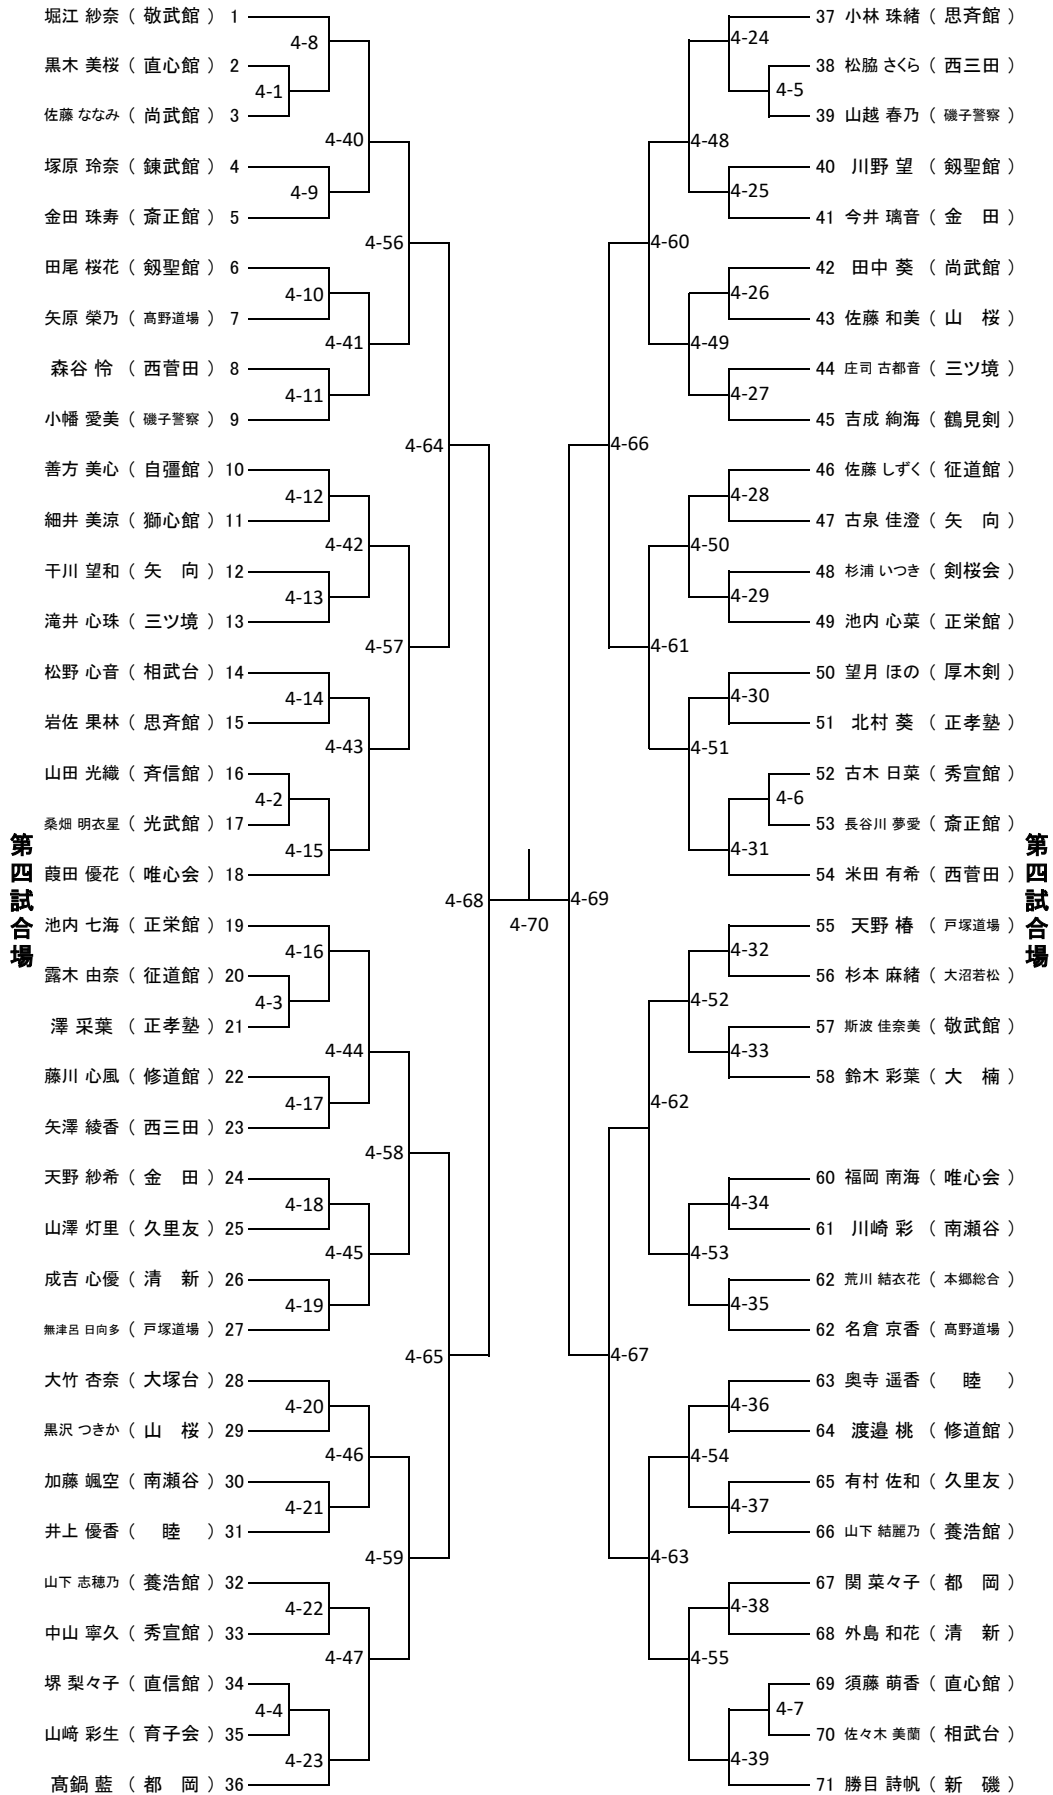 堀江 紗奈 ( 敬武館 ) 1
4-8
黒木 美桜 ( 直心館 ) 2
4-1
佐藤 ななみ ( 尚武館 ) 3
4-40
塚原 玲奈 ( 錬武館 ) 4
4-9
金田 珠寿 ( 斎正館 ) 5
4-56
田尾 桜花 ( 剱聖館 ) 6
4-10
矢原 榮乃 ( 髙野道場 ) 7
4-41
森谷 怜 ( 西菅田 ) 8
4-11
小幡 愛美 ( 磯子警察 ) 9
4-64
善方 美心 ( 自彊館 ) 10
4-12
細井 美涼 ( 獅心館 ) 11
4-42
干川 望和 ( 矢 向 ) 12
4-13
滝井 心珠 ( 三ツ境 ) 13
4-57
松野 心音 ( 相武台 ) 14
4-14
岩佐 果林 ( 思斉館 ) 15
4-43
山田 光織 ( 斉信館 ) 16
4-2
桑畑 明衣星 ( 光武館 ) 17
4-15
葭田 優花 ( 唯心会 ) 18
第四試合場
4-68
池内 七海 ( 正栄館 ) 19
4-16
露木 由奈 ( 征道館 ) 20
4-3
澤 采葉 ( 正孝塾 ) 21
4-44
藤川 心風 ( 修道館 ) 22
4-17
矢澤 綾香 ( 西三田 ) 23
4-58
天野 紗希 ( 金 田 ) 24
4-18
山澤 灯里 ( 久里友 ) 25
4-45
成吉 心優 ( 清 新 ) 26
4-19
無津呂 日向多 ( 戸塚道場 ) 27
4-65
大竹 杏奈 ( 大塚台 ) 28
4-20
黒沢 つきか ( 山 桜 ) 29
4-46
加藤 颯空 ( 南瀬谷 ) 30
4-21
井上 優香 ( 睦 ) 31
4-59
山下 志穂乃 ( 養浩館 ) 32
4-22
中山 寧久 ( 秀宣館 ) 33
4-47
堺 梨々子 ( 直信館 ) 34
4-4
山﨑 彩生 ( 育子会 ) 35
4-23
髙鍋 藍 ( 都 岡 ) 36
4-70
37 小林 珠緒 ( 思斉館 )
4-24
38 松脇 さくら ( 西三田 )
4-5
39 山越 春乃 ( 磯子警察 )
4-48
40 川野 望 ( 剱聖館 )
4-25
41 今井 璃音 ( 金 田 )
4-60
42 田中 葵 ( 尚武館 )
4-26
43 佐藤 和美 ( 山 桜 )
4-49
44 庄司 古都音 ( 三ツ境 )
4-27
45 吉成 絢海 ( 鶴見剣 )
4-66
46 佐藤 しずく ( 征道館 )
4-28
47 古泉 佳澄 ( 矢 向 )
4-50
48 杉浦 いつき ( 剣桜会 )
4-29
49 池内 心菜 ( 正栄館 )
4-61
50 望月 ほの ( 厚木剣 )
4-30
51 北村 葵 ( 正孝塾 )
4-51
52 古木 日菜 ( 秀宣館 )
4-6
53 長谷川 夢愛 ( 斎正館 )
4-31
54 米田 有希 ( 西菅田 )
第四試合場
4-69
55 天野 椿 ( 戸塚道場 )
4-32
56 杉本 麻緒 ( 大沼若松 )
4-52
57 斯波 佳奈美 ( 敬武館 )
4-33
58 鈴木 彩葉 ( 大 楠 )
4-62
60 福岡 南海 ( 唯心会 )
4-34
61 川崎 彩 ( 南瀬谷 )
4-53
62 荒川 結衣花 ( 本郷総合 )
4-35
62 名倉 京香 ( 髙野道場 )
4-67
63 奥寺 遥香 ( 睦 )
4-36
64 渡邉 桃 ( 修道館 )
4-54
65 有村 佐和 ( 久里友 )
4-37
66 山下 結麗乃 ( 養浩館 )
4-63
67 関 菜々子 ( 都 岡 )
4-38
68 外島 和花 ( 清 新 )
4-55
69 須藤 萌香 ( 直心館 )
4-7
70 佐々木 美蘭 ( 相武台 )
4-39
71 勝目 詩帆 ( 新 磯 )